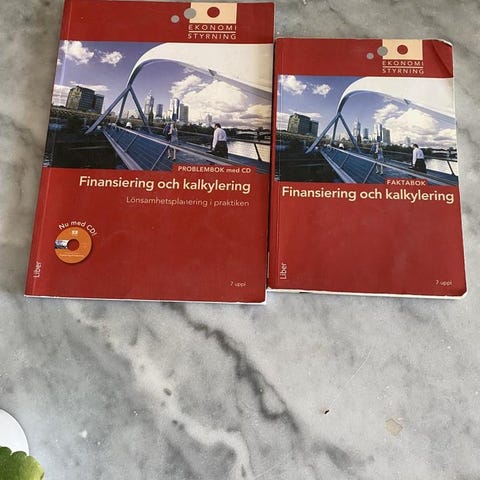 EKONOMI
STYRNING
PROBLEMBOK med CD
Finansiering och kalkylering
Lönsamhetsplanering i praktiken
Nu med CD!
Liber
7 uppl
EKONOMI
STYRNING
FAKTABOK
Finansiering och kalkylering
Liber
7 uppl